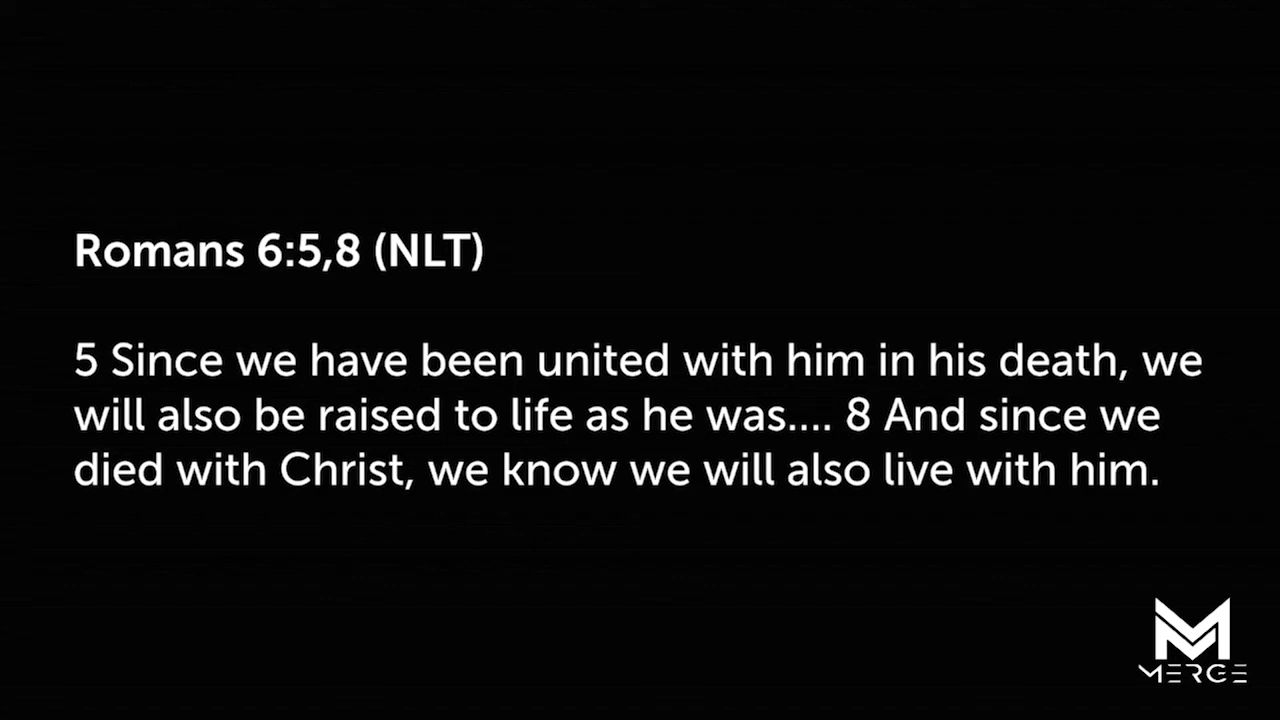 Romans 6:5,8 (NLT)
5 Since we have been united with him in his death, we
will also be raised to life as he was.... 8 And since we
died with Christ, we know we will also live with him.
MERGE